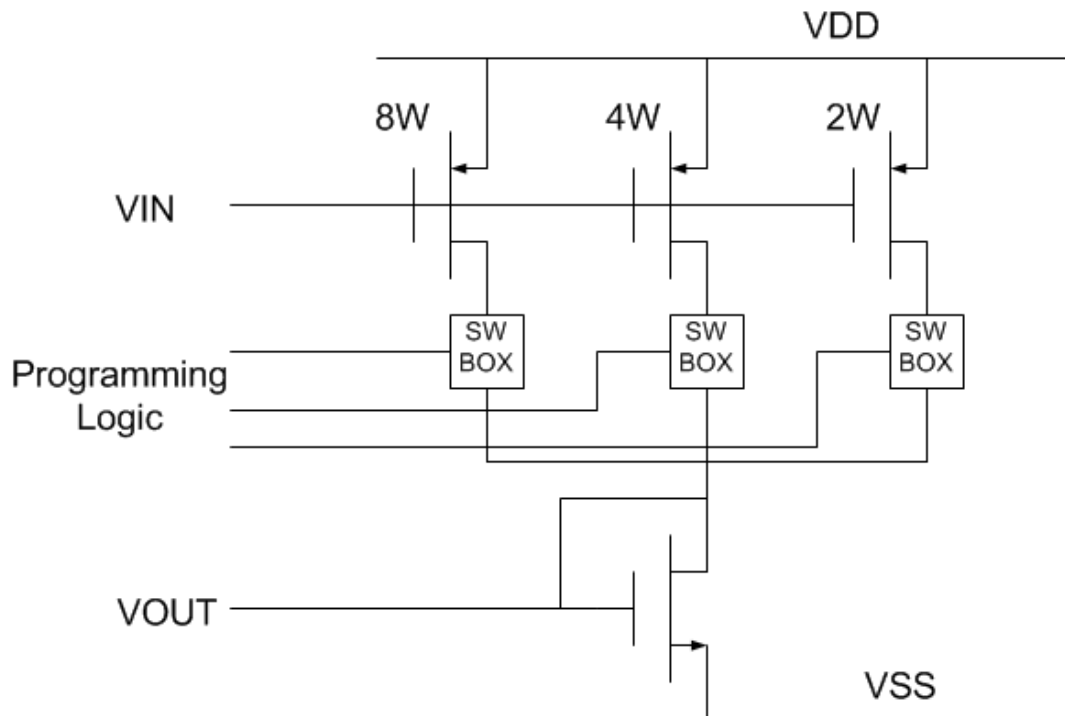 VDD
8W
4W
2W
VIN
SW
BOX
SW
BOX
SW
BOX
Programming
Logic
VOUT
VSS